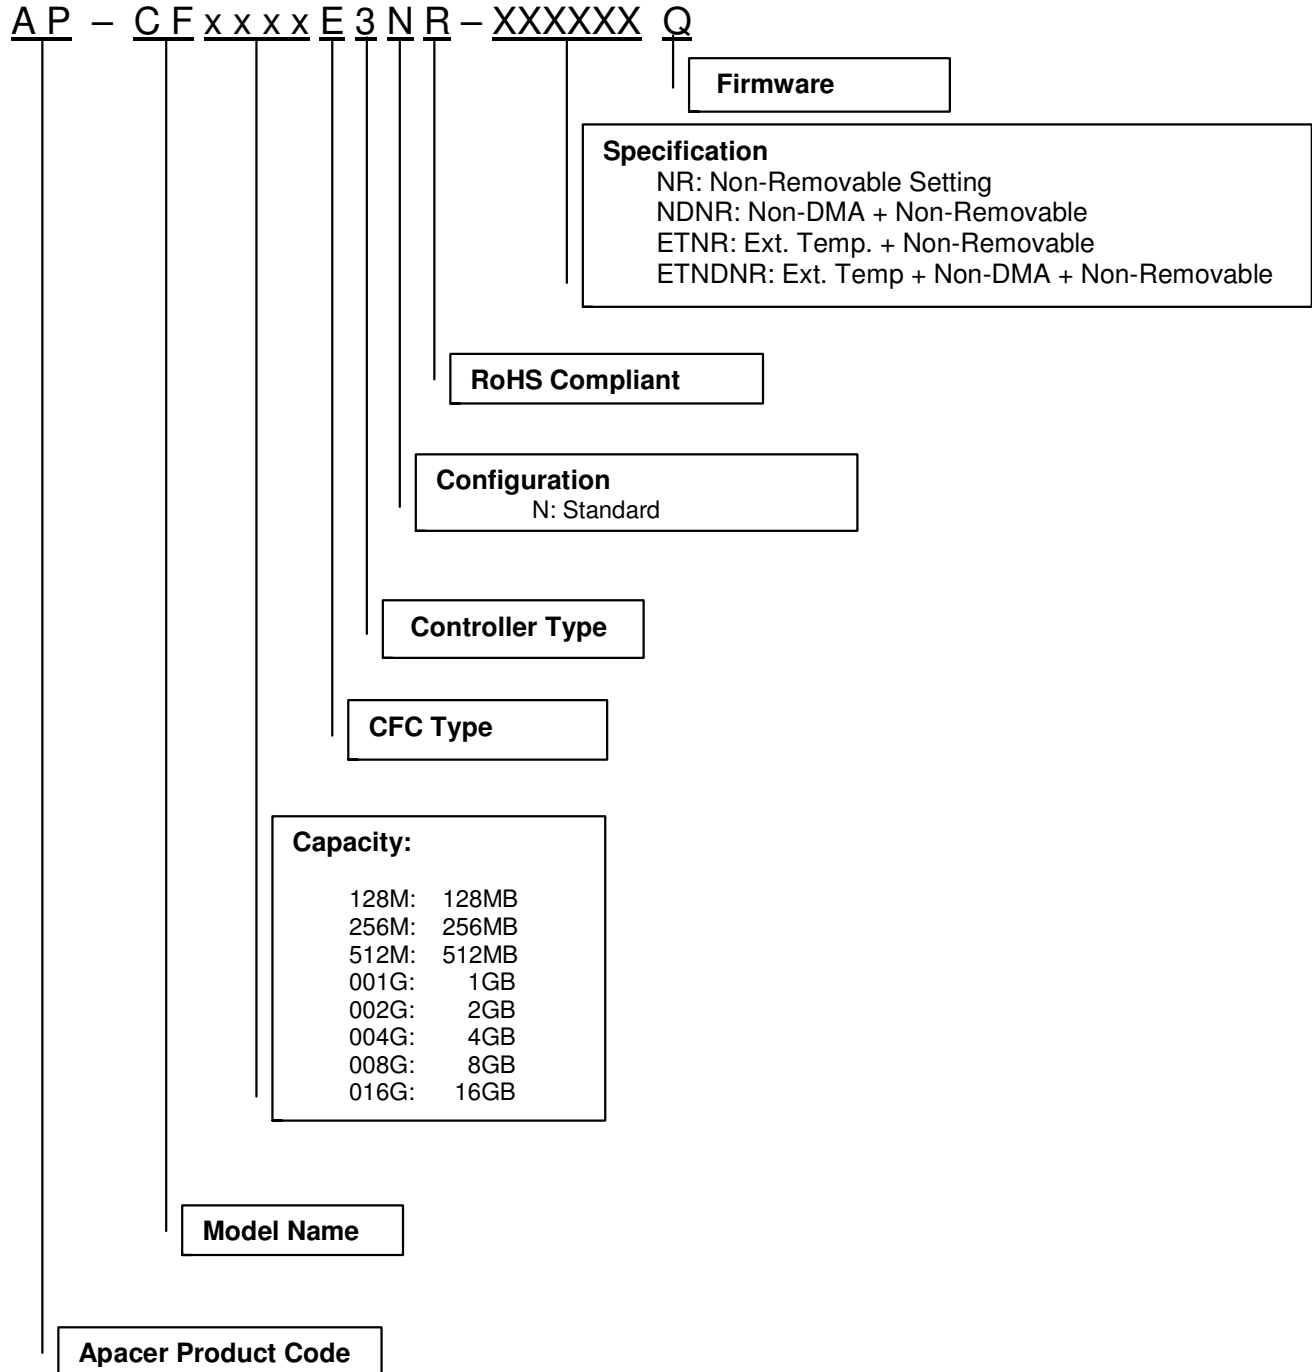 A P – C F x x x x E 3 N R – XXXXXX Q
Firmware
Specification
NR: Non-Removable Setting
NDNR: Non-DMA + Non-Removable
ETNR: Ext. Temp. + Non-Removable
ETNDNR: Ext. Temp + Non-DMA + Non-Removable
RoHS Compliant
Configuration
N: Standard
Controller Type
CFC Type
Capacity:
128M: 128MB
256M: 256MB
512M: 512MB
001G: 1GB
002G: 2GB
004G: 4GB
008G: 8GB
016G: 16GB
Model Name
Apacer Product Code